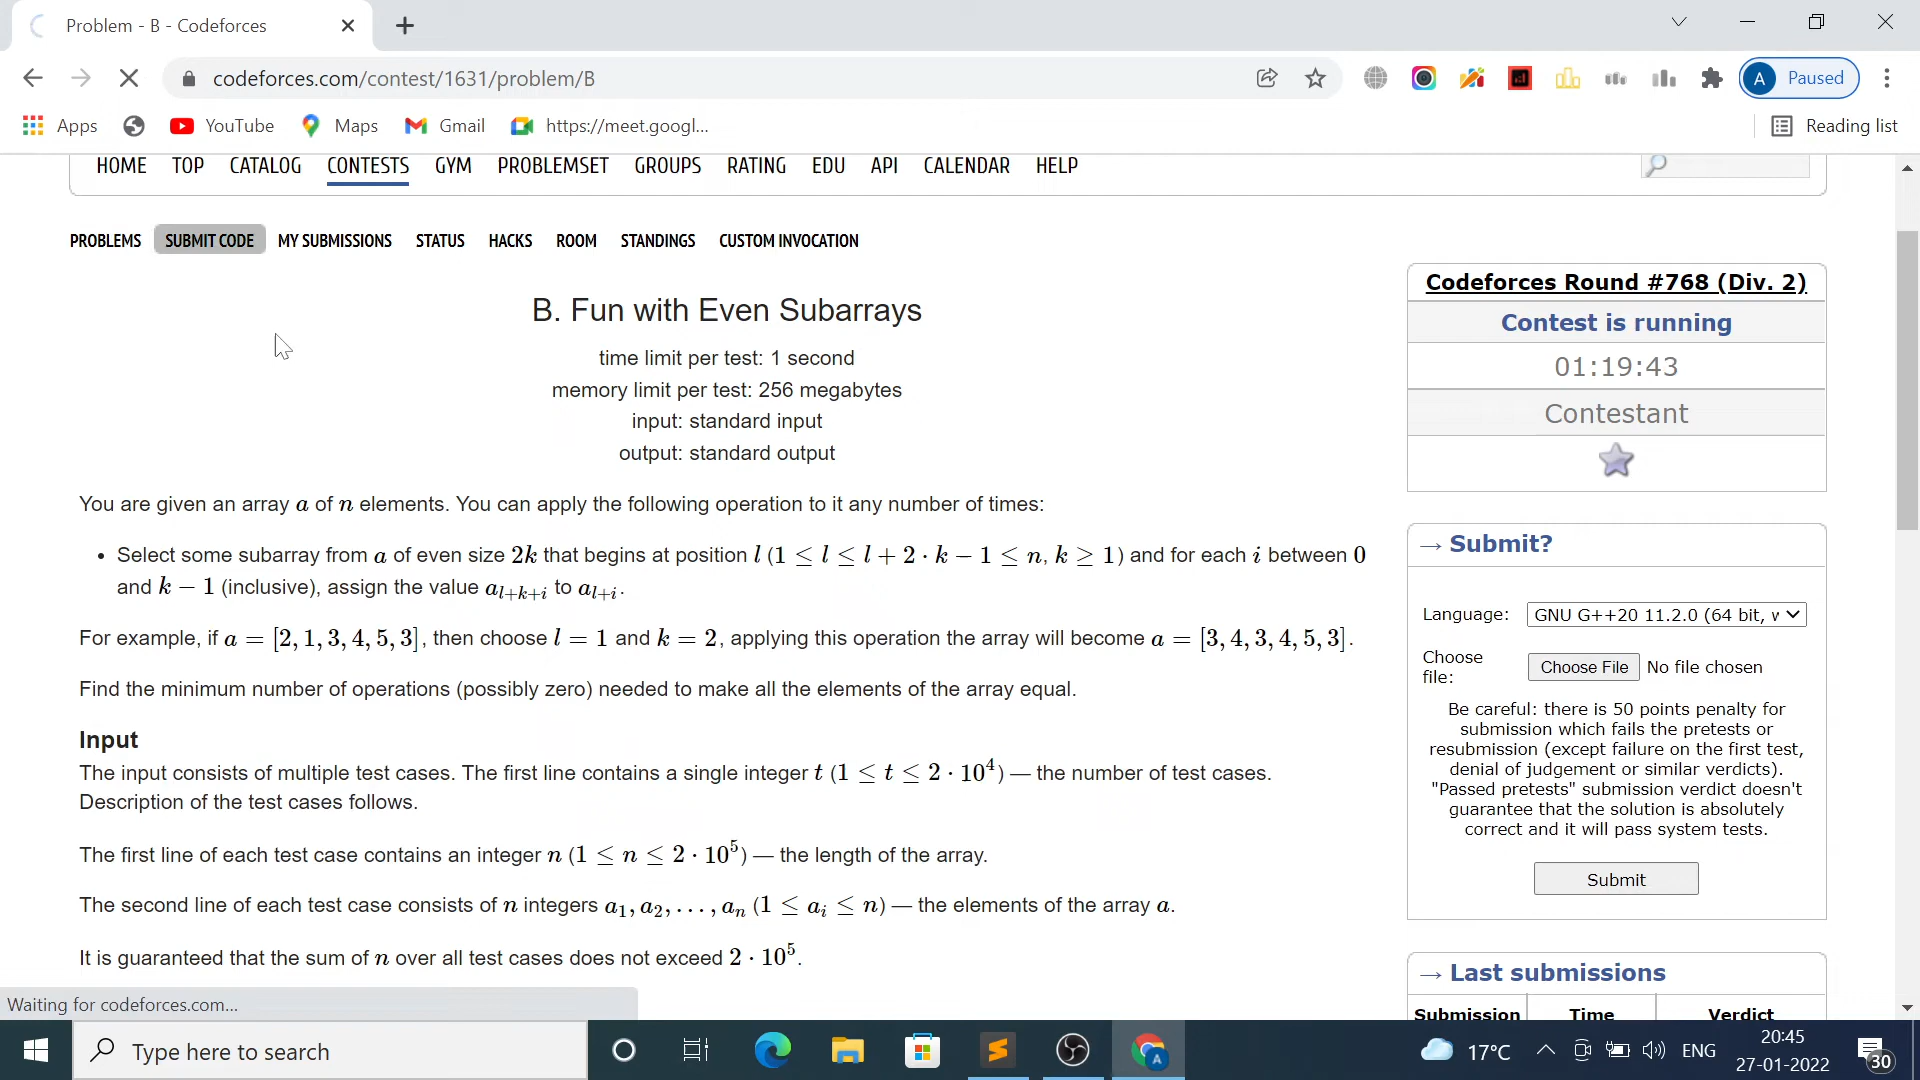 Problem - B - Codeforces
codeforces.com/contest/1631/problem/B
A Paused
Apps YouTube Maps Gmail https://meet.googl... Reading list
HOME TOP CATALOG CONTESTS GYM PROBLEMSET GROUPS RATING EDU API CALENDAR HELP
PROBLEMS SUBMIT CODE MY SUBMISSIONS STATUS HACKS ROOM STANDINGS CUSTOM INVOCATION
B. Fun with Even Subarrays
time limit per test: 1 second
memory limit per test: 256 megabytes
input: standard input
output: standard output
You are given an array a of n elements. You can apply the following operation to it any number of times:
• Select some subarray from a of even size 2k that begins at position l (1 ≤ l ≤ l + 2 · k − 1 ≤ n, k ≥ 1) and for each i between 0
and k − 1 (inclusive), assign the value a_{l+k+i} to a_{l+i}.
For example, if a = [2, 1, 3, 4, 5, 3], then choose l = 1 and k = 2, applying this operation the array will become a = [3, 4, 3, 4, 5, 3].
Find the minimum number of operations (possibly zero) needed to make all the elements of the array equal.
Input
The input consists of multiple test cases. The first line contains a single integer t (1 ≤ t ≤ 2 · 10^4) — the number of test cases.
Description of the test cases follows.
The first line of each test case contains an integer n (1 ≤ n ≤ 2 · 10^5) — the length of the array.
The second line of each test case consists of n integers a_1, a_2, . . . , a_n (1 ≤ a_i ≤ n) — the elements of the array a.
It is guaranteed that the sum of n over all test cases does not exceed 2 · 10^5.
Codeforces Round #768 (Div. 2)
Contest is running
01:19:43
Contestant
→ Submit?
Language: GNU G++20 11.2.0 (64 bit, w
Choose
file:
Choose File No file chosen
Be careful: there is 50 points penalty for
submission which fails the pretests or
resubmission (except failure on the first test,
denial of judgement or similar verdicts).
"Passed pretests" submission verdict doesn't
guarantee that the solution is absolutely
correct and it will pass system tests.
Submit
→ Last submissions
Submission Time Verdict
Waiting for codeforces.com...
Type here to search
A
17°C
ENG
20:45
27-01-2022
30